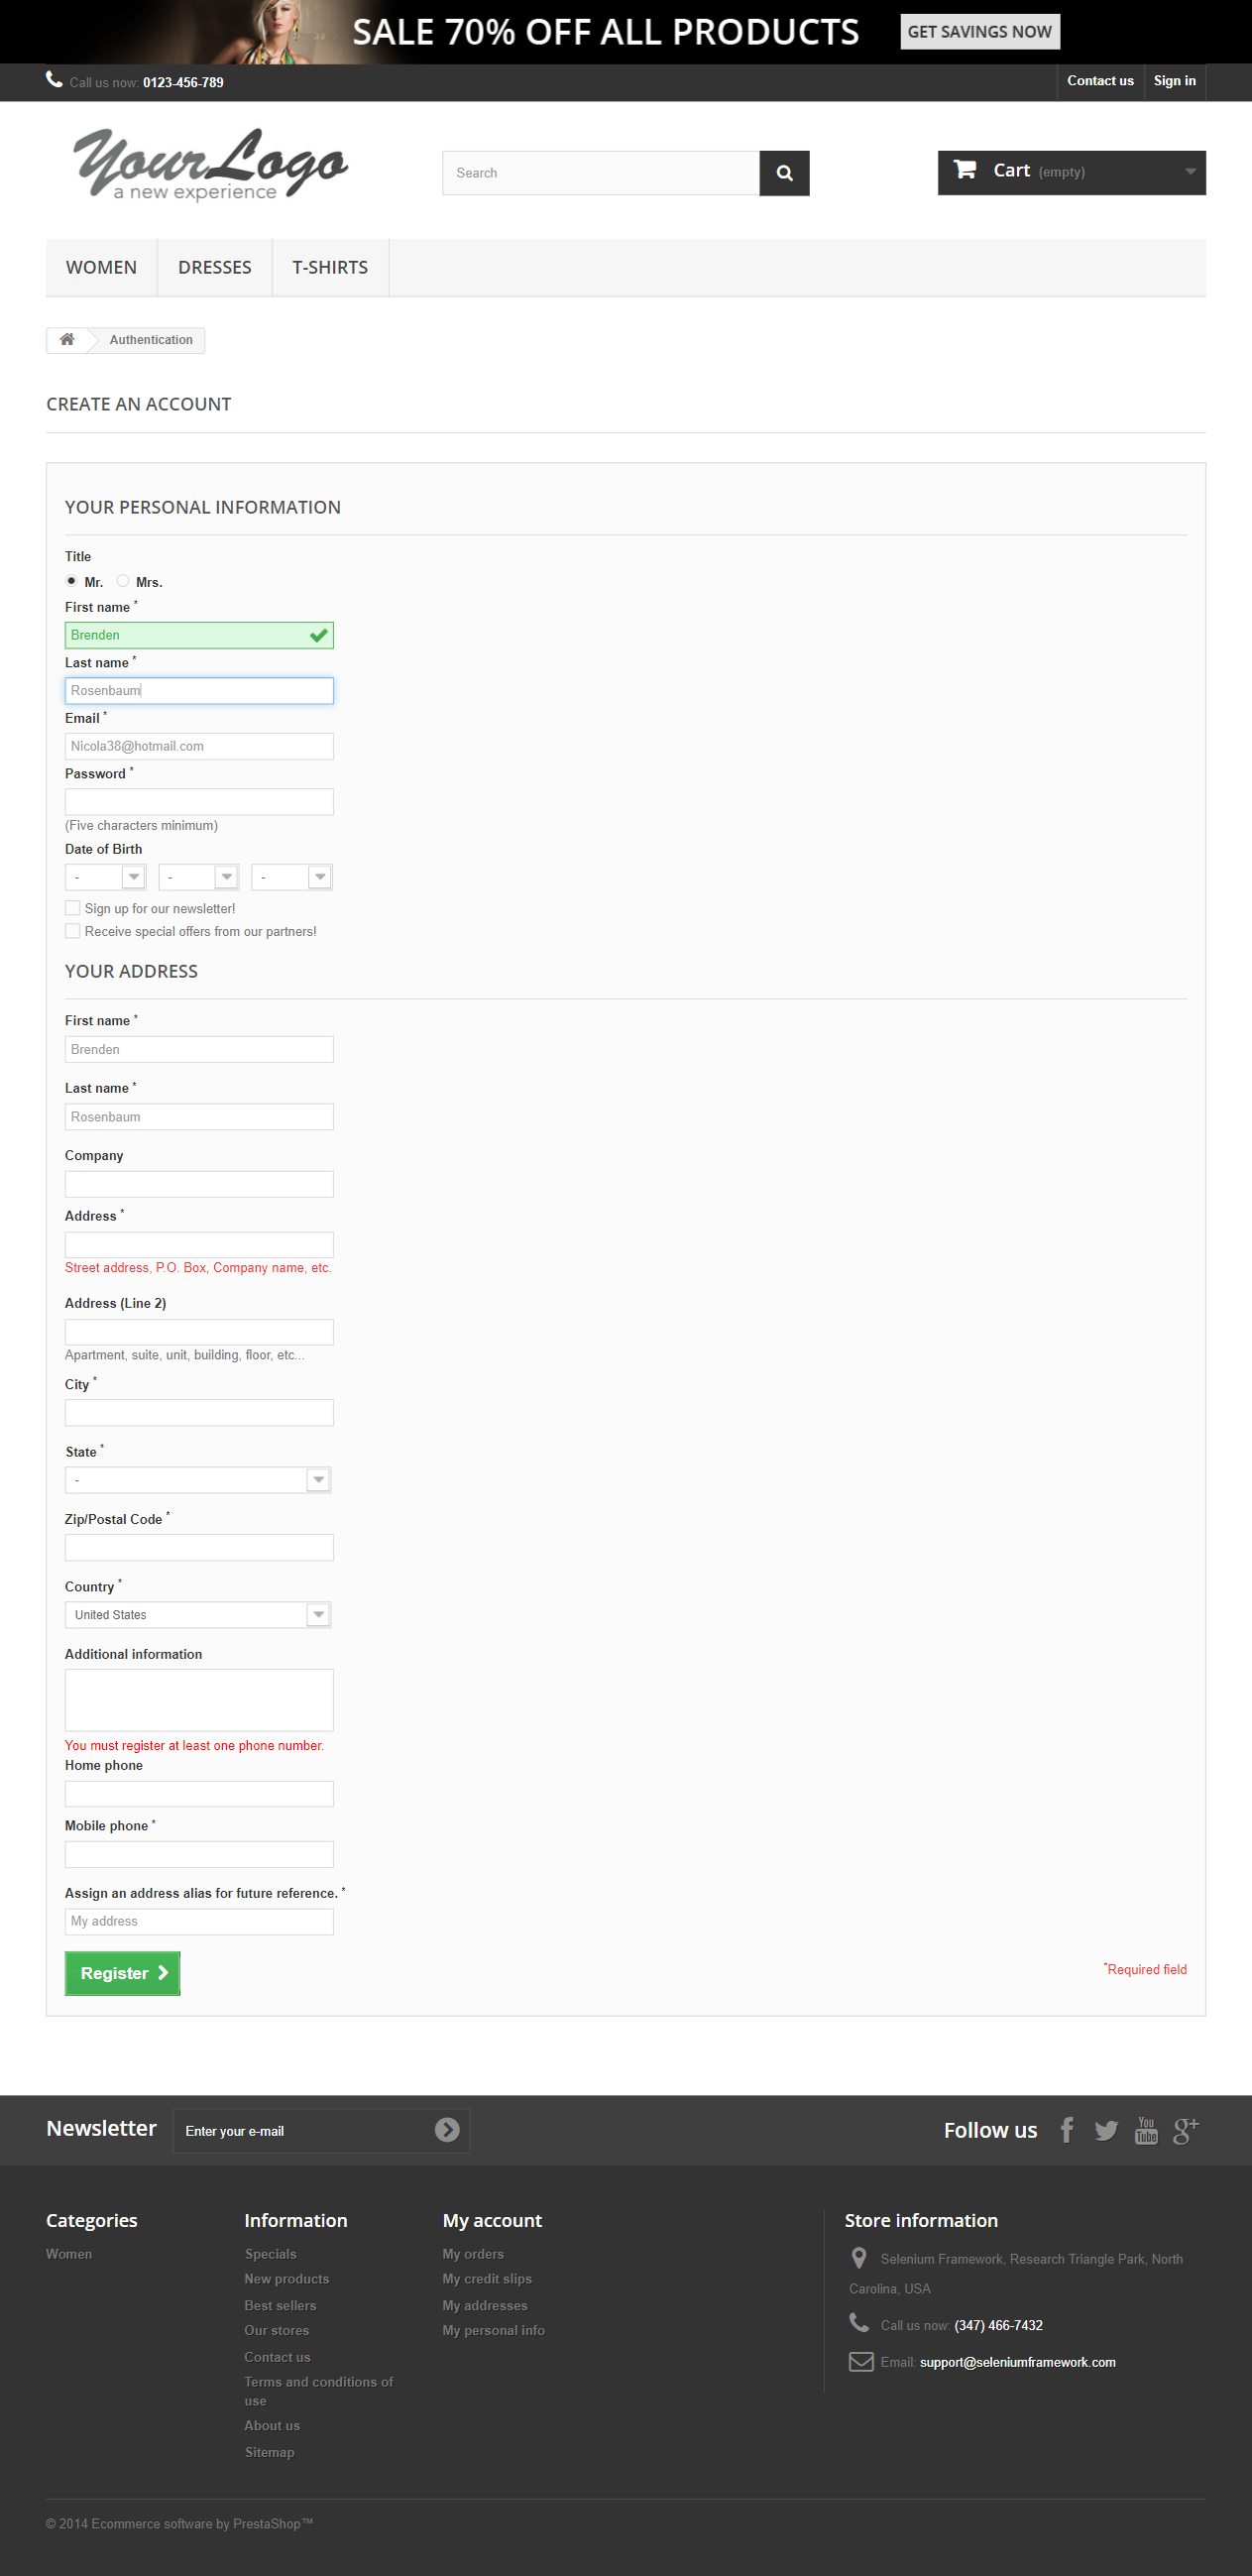 SALE 70% OFF ALL PRODUCTS GET SAVINGS NOW
Call us now: 0123-456-789 Contact us Sign in
YourLogo
a new experience
Search
Cart (empty)
WOMEN DRESSES T-SHIRTS
Authentication
CREATE AN ACCOUNT
YOUR PERSONAL INFORMATION
Title
Mr. Mrs.
First name *
Brenden
Last name *
Rosenbaum
Email *
Nicola38@hotmail.com
Password *
(Five characters minimum)
Date of Birth
- - -
Sign up for our newsletter!
Receive special offers from our partners!
YOUR ADDRESS
First name *
Brenden
Last name *
Rosenbaum
Company
Address *
Street address, P.O. Box, Company name, etc.
Address (Line 2)
Apartment, suite, unit, building, floor, etc...
City *
State *
-
Zip/Postal Code *
Country *
United States
Additional information
You must register at least one phone number.
Home phone
Mobile phone *
Assign an address alias for future reference. *
My address
Register
*Required field
Newsletter Enter your e-mail Follow us You Tube g+
Categories
Women
Information
Specials
New products
Best sellers
Our stores
Contact us
Terms and conditions of
use
About us
Sitemap
My account
My orders
My credit slips
My addresses
My personal info
Store information
Selenium Framework, Research Triangle Park, North
Carolina, USA
Call us now: (347) 466-7432
Email: support@seleniumframework.com
© 2014 Ecommerce software by PrestaShop™